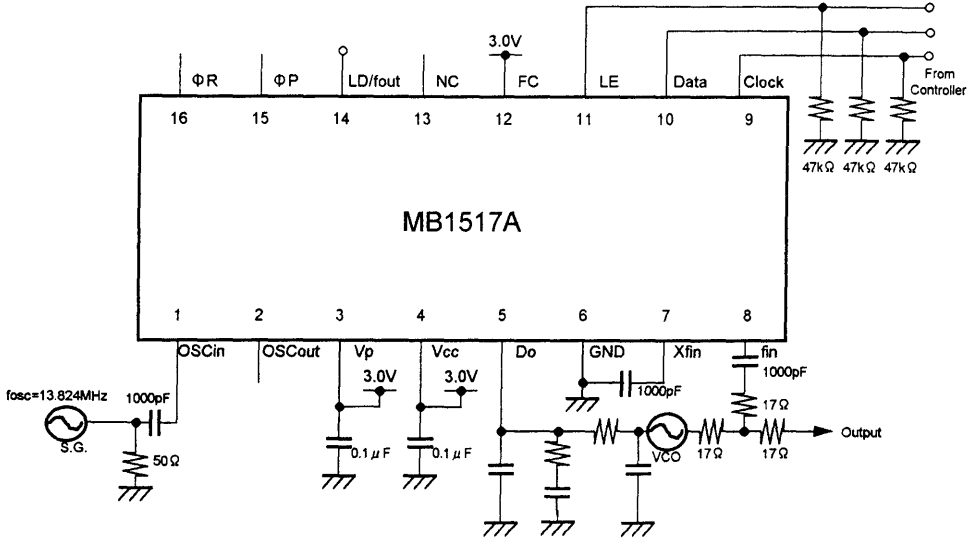 3.0V
ΦR ΦP LD/fout NC FC LE Data Clock
From
Controller
16 15 14 13 12 11 10 9
47kΩ 47kΩ 47kΩ
MB1517A
1 2 3 4 5 6 7 8
OSCin OSCout Vp Vcc Do GND Xfin fin
3.0V 3.0V
1000pF
1000pF
fosc=13.824MHz
1000pF
17Ω
S.G.
50Ω
0.1μF 0.1μF
VCO
17Ω 17Ω
Output